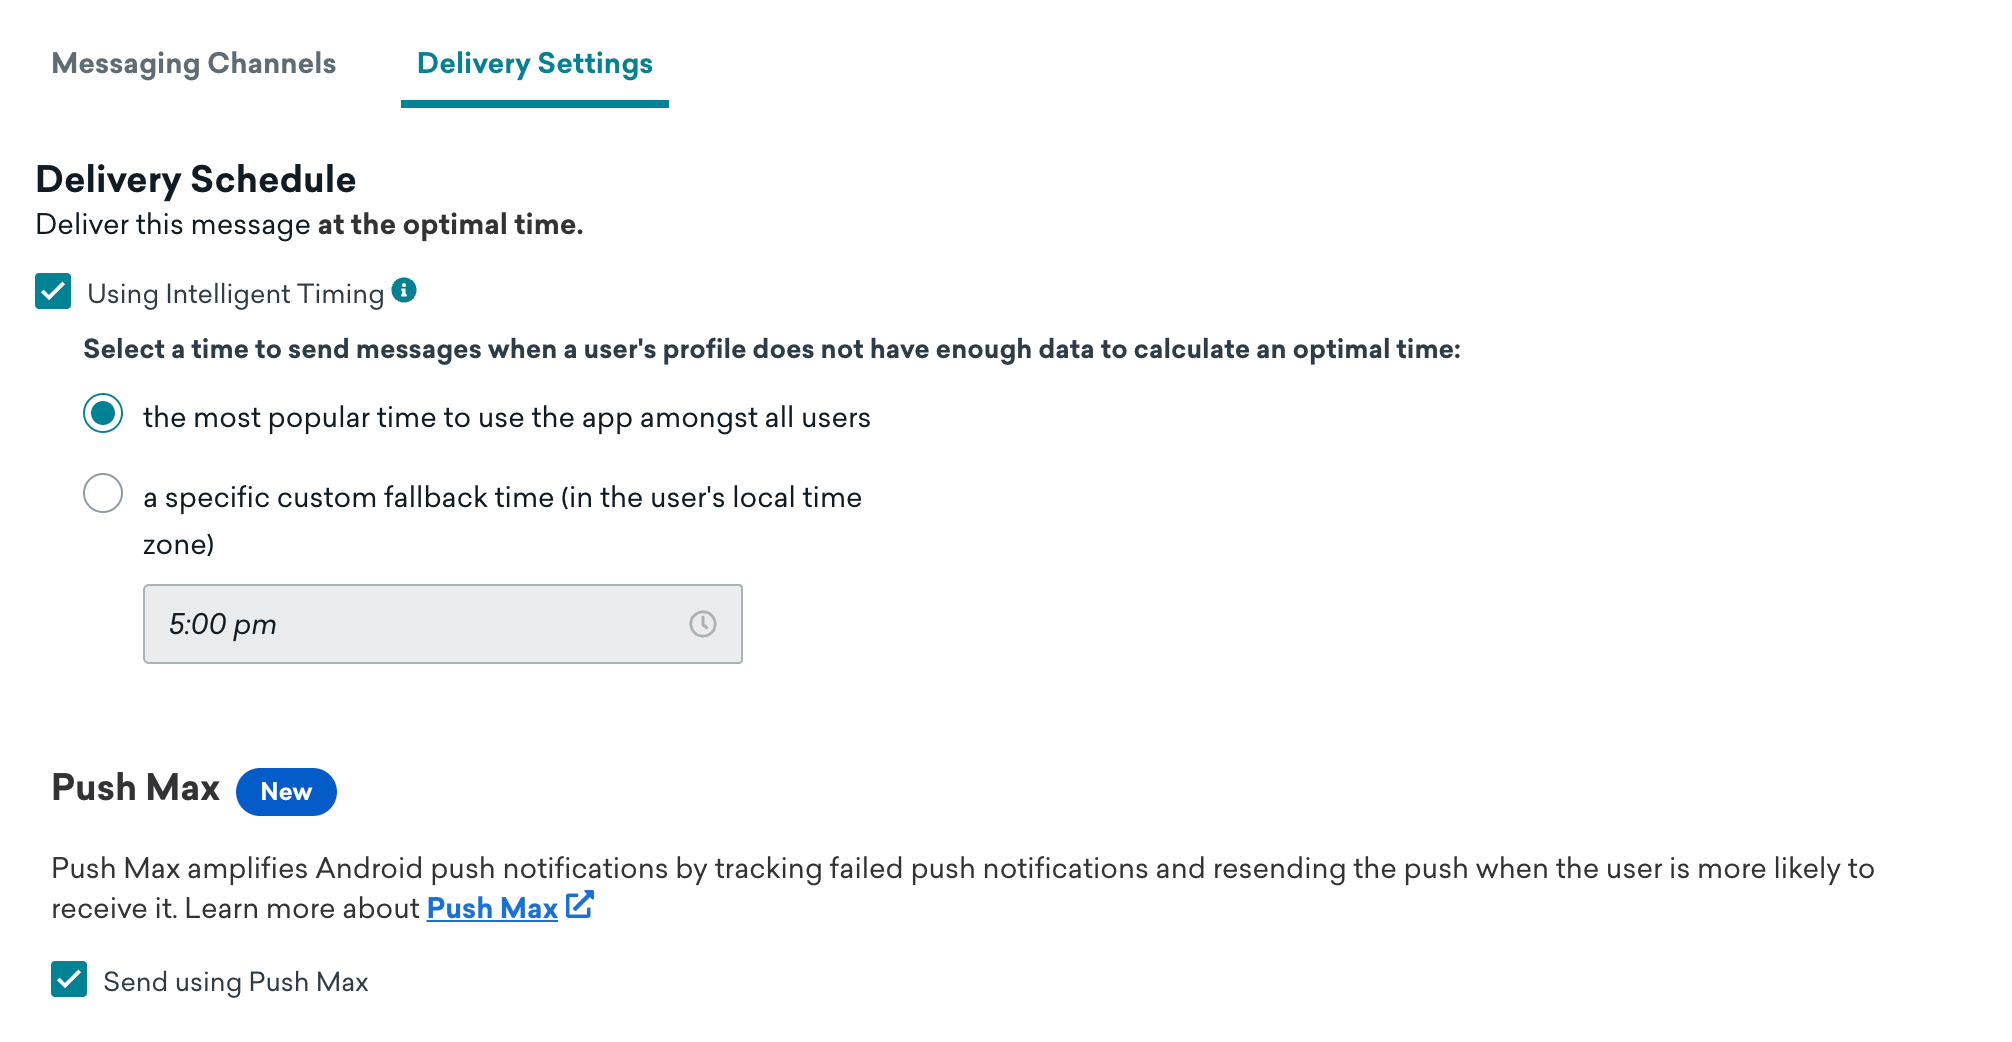 Messaging Channels
Delivery Settings
Delivery Schedule
Deliver this message at the optimal time.
Using Intelligent Timing
Select a time to send messages when a user's profile does not have enough data to calculate an optimal time:
the most popular time to use the app amongst all users
a specific custom fallback time (in the user's local time
zone)
5:00 pm
Push Max New
Push Max amplifies Android push notifications by tracking failed push notifications and resending the push when the user is more likely to
receive it. Learn more about Push Max
Send using Push Max